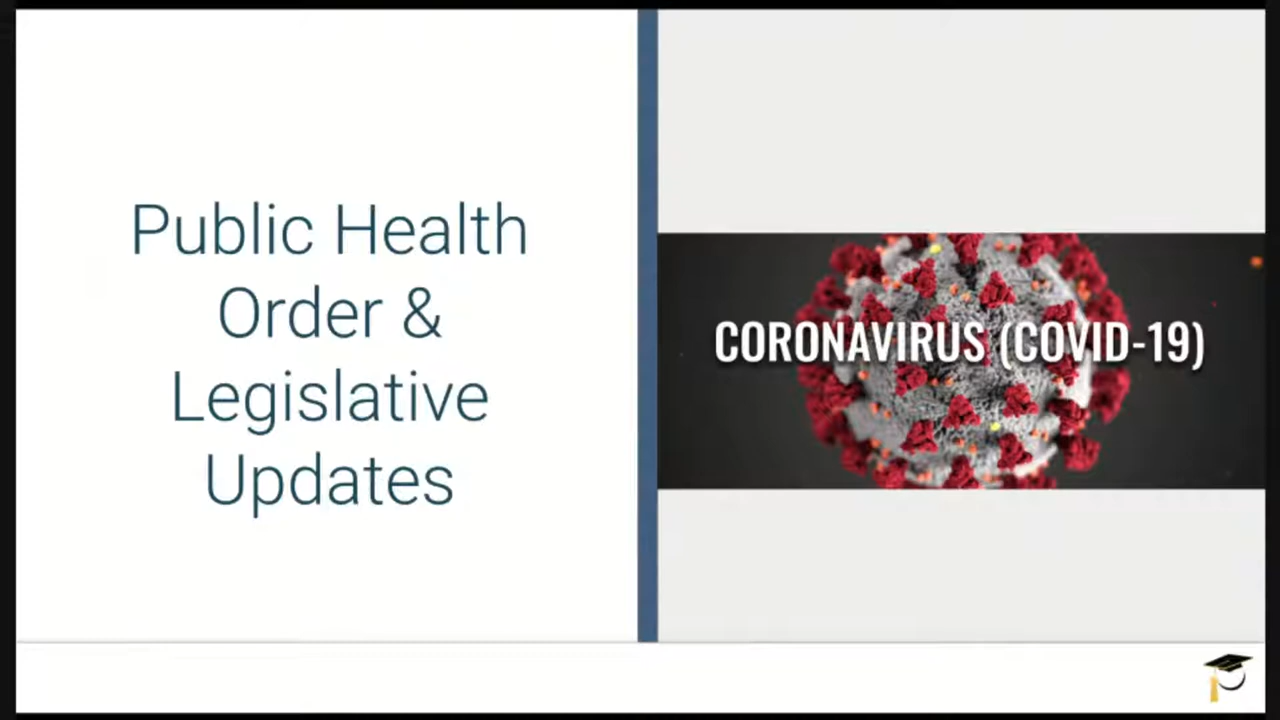 Public Health
Order &
Legislative
Updates
CORONAVIRUS (COVID-19)